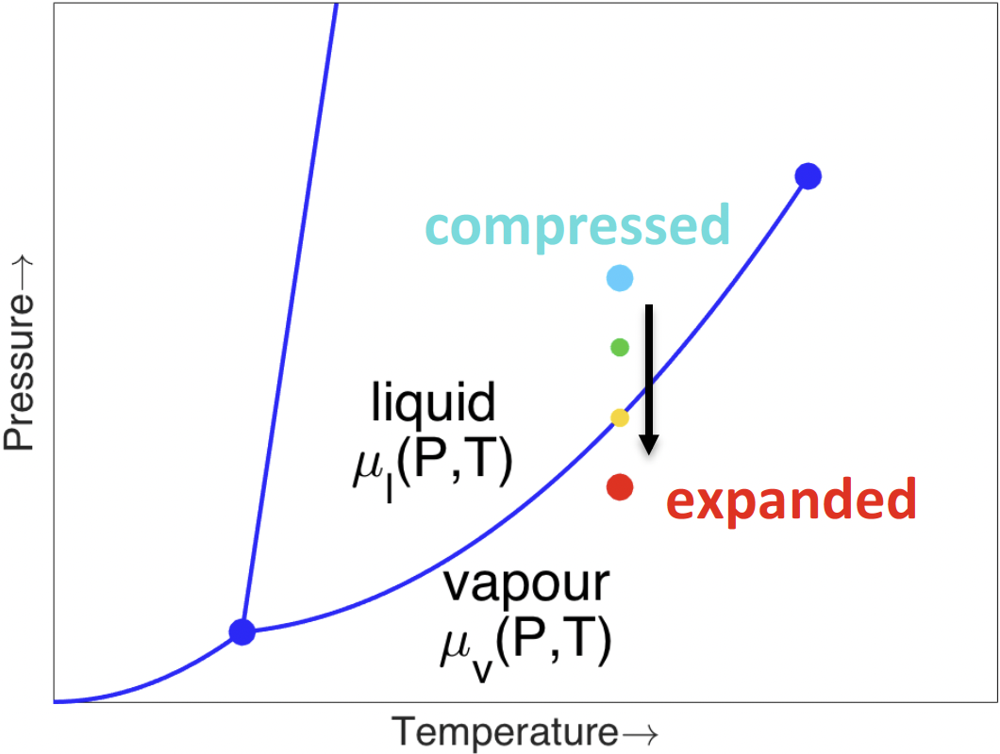 compressed
liquid
μl(P,T)
expanded
vapour
μv(P,T)
Pressure→
Temperature→